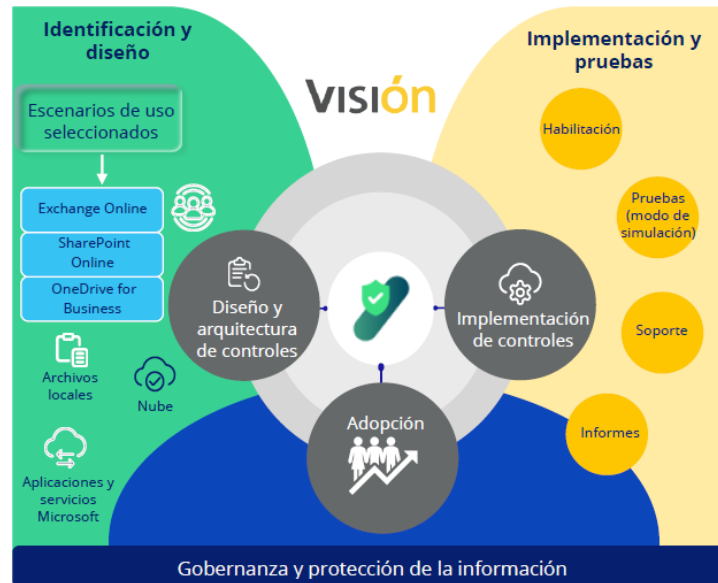 Identificación y
diseño
Escenarios de uso
seleccionados
Exchange Online
SharePoint
Online
OneDrive for
Business
Archivos
locales
Nube
Aplicaciones y
servicios
Microsoft
Visión
Diseño y
arquitectura
de controles
Implementación
de controles
Adopción
Implementación y
pruebas
Habilitación
Pruebas
(modo de
simulación)
Soporte
Informes
Gobernanza y protección de la información